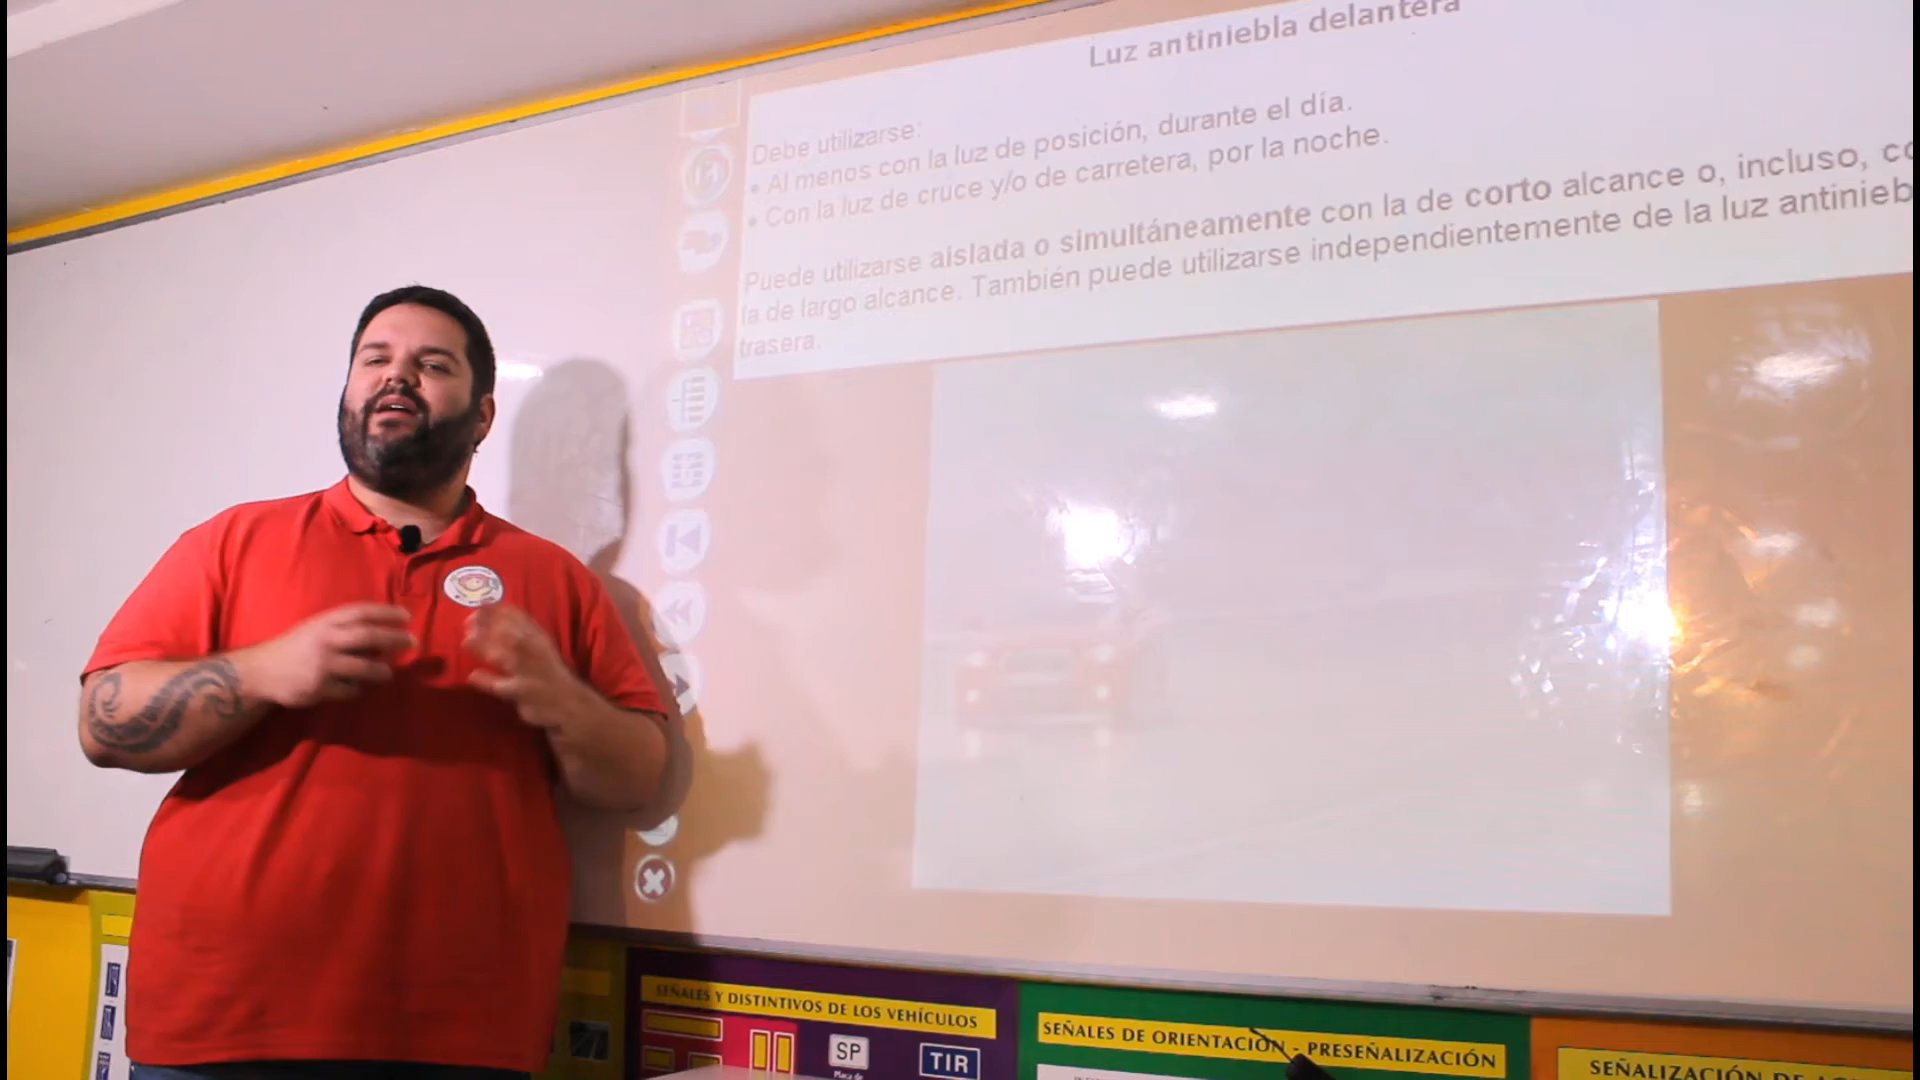 Luz antiniebla delantera
Debe utilizarse:
• Al menos con la luz de posición, durante el día.
• Con la luz de cruce y/o de carretera, por la noche.
Puede utilizarse aislada o simultáneamente con la de corto alcance o, incluso,
la de largo alcance. También puede utilizarse independientemente de la luz
trasera.
SEÑALES Y DISTINTIVOS DE LOS VEHÍCULOS
SP
TIR
SEÑALES DE ORIENTACIÓN - PRESEÑALIZACIÓN
SEÑALIZACIÓN DE